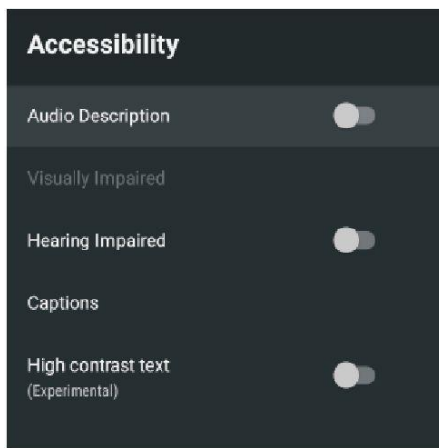 Accessibility
Audio Description
Visually Impaired
Hearing Impaired
Captions
High contrast text
(Experimental)